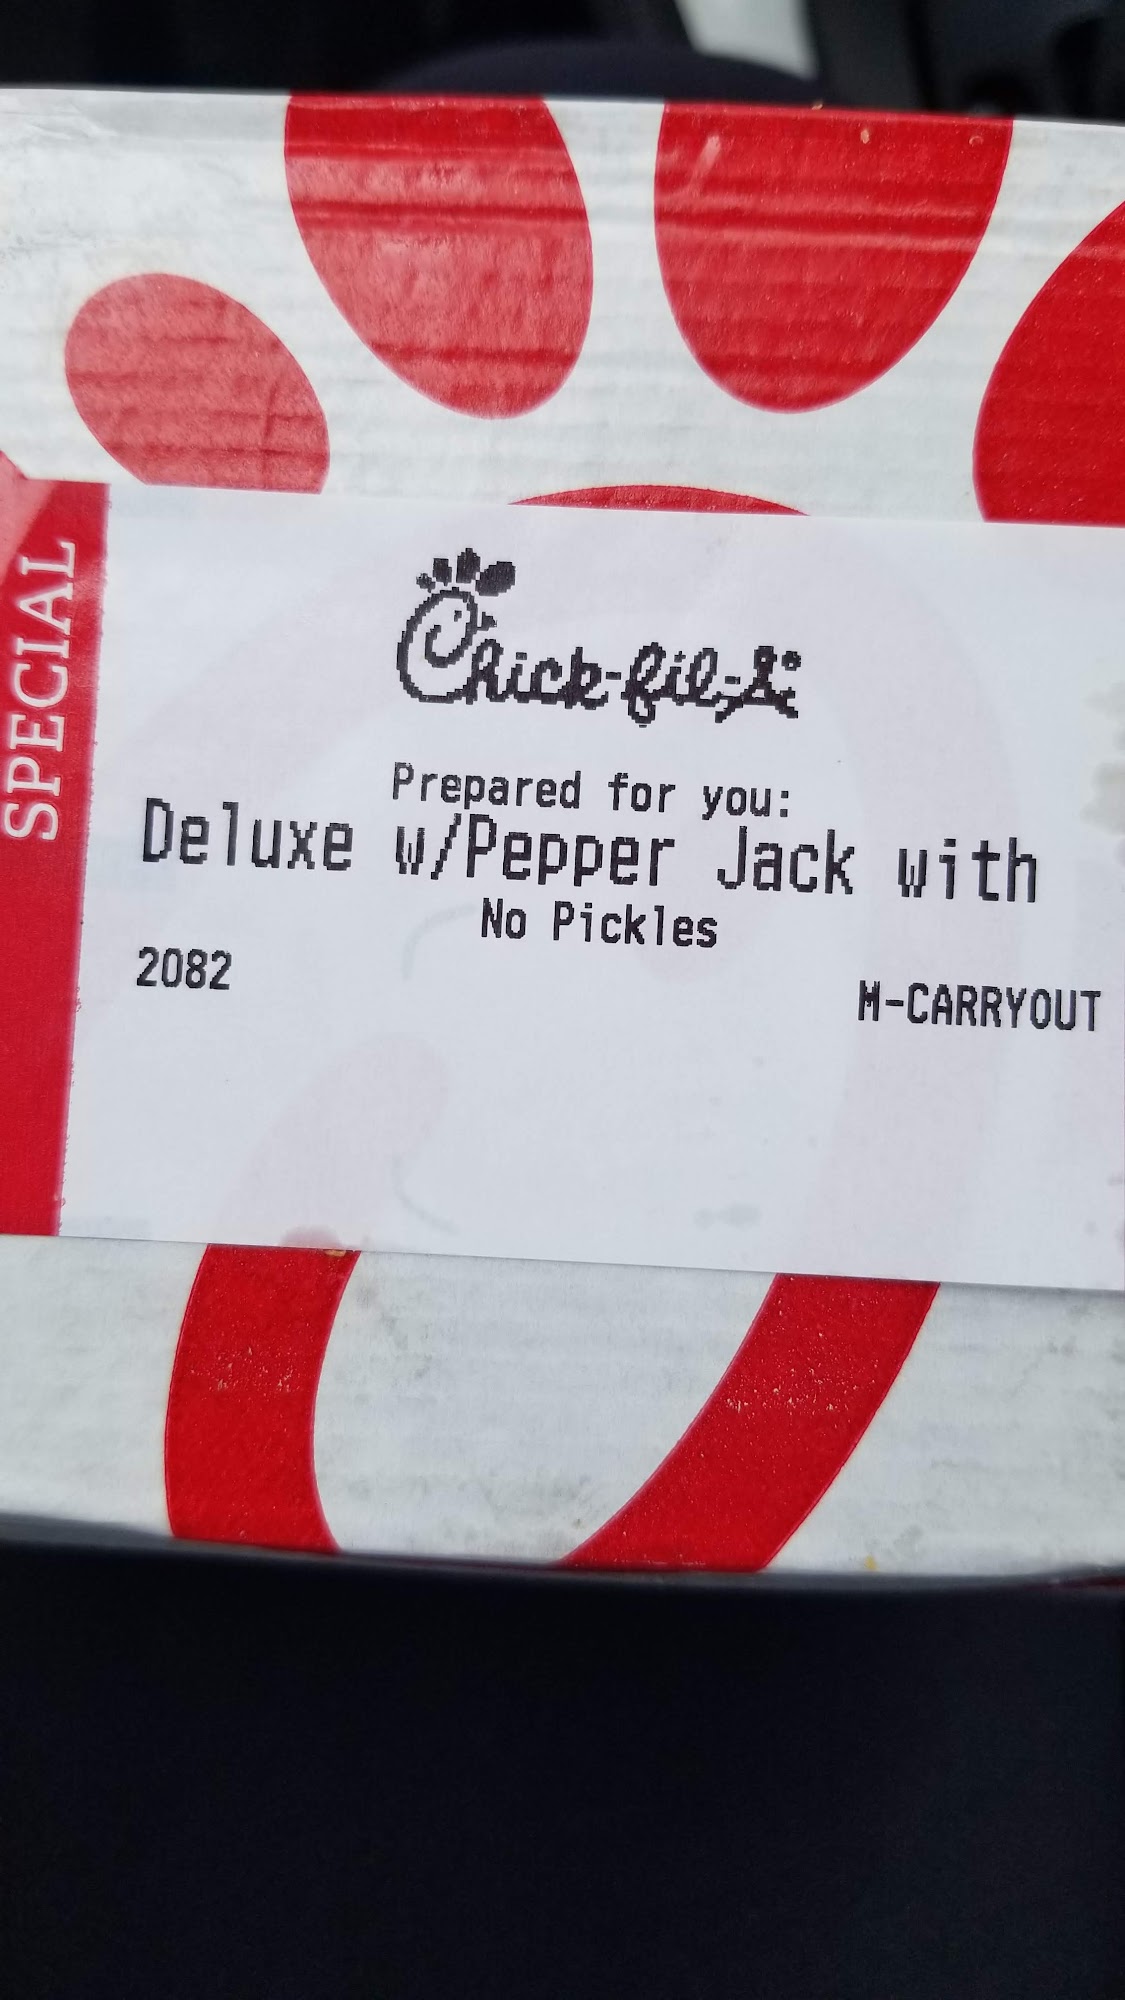 SPECIAL
Chick-fil-A
Prepared for you:
Deluxe w/Pepper Jack with
No Pickles
2082
M-CARRYOUT